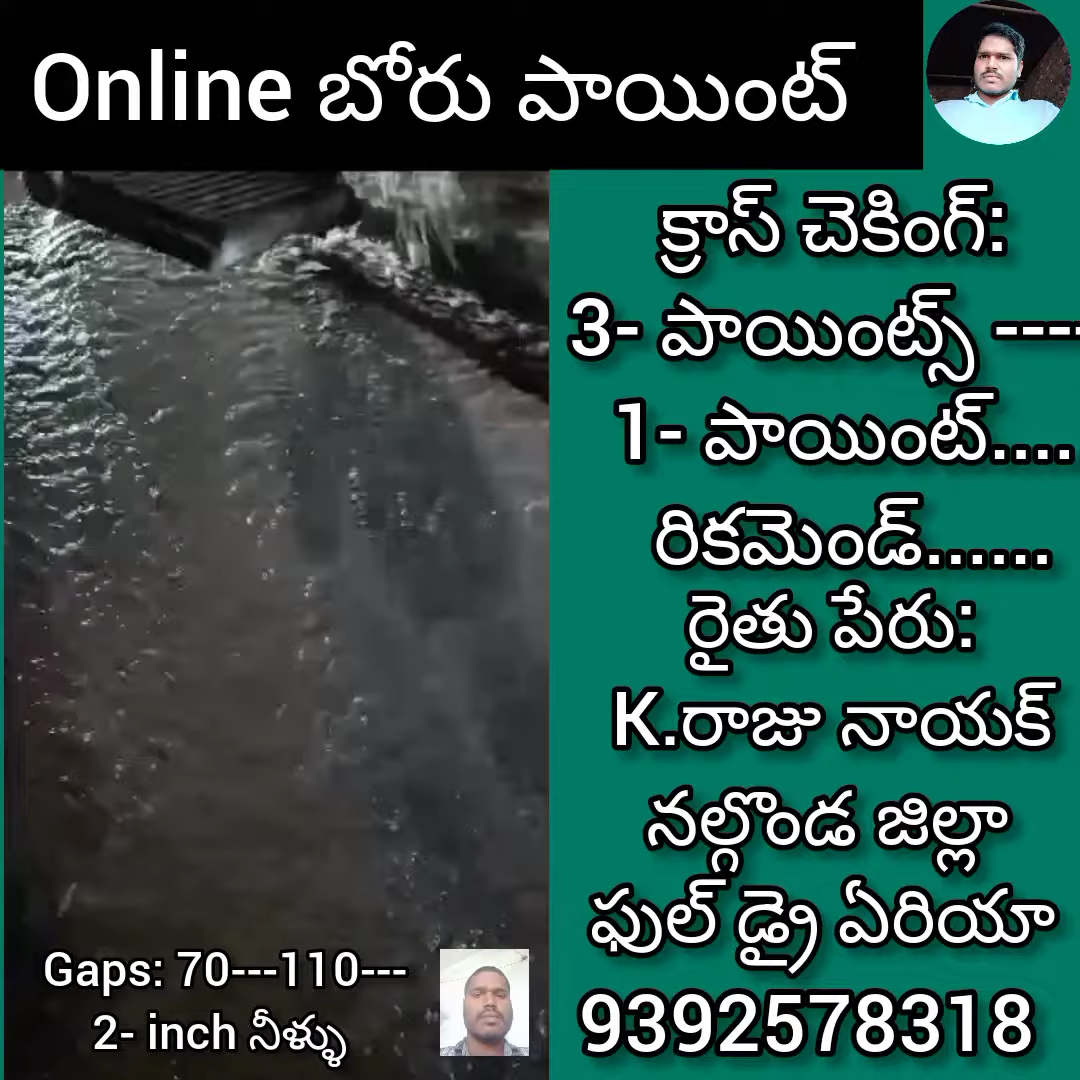 Online బోరు పాయింట్
క్రాస్ చెకింగ్:
3- పాయింట్స్ ----
1- పాయింట్....
రికమెండ్......
రైతు పేరు:
K.రాజు నాయక్
నల్గొండ జిల్లా
ఫుల్ డ్రై ఏరియా
9392578318
Gaps: 70---110---
2- inch నీళ్ళు